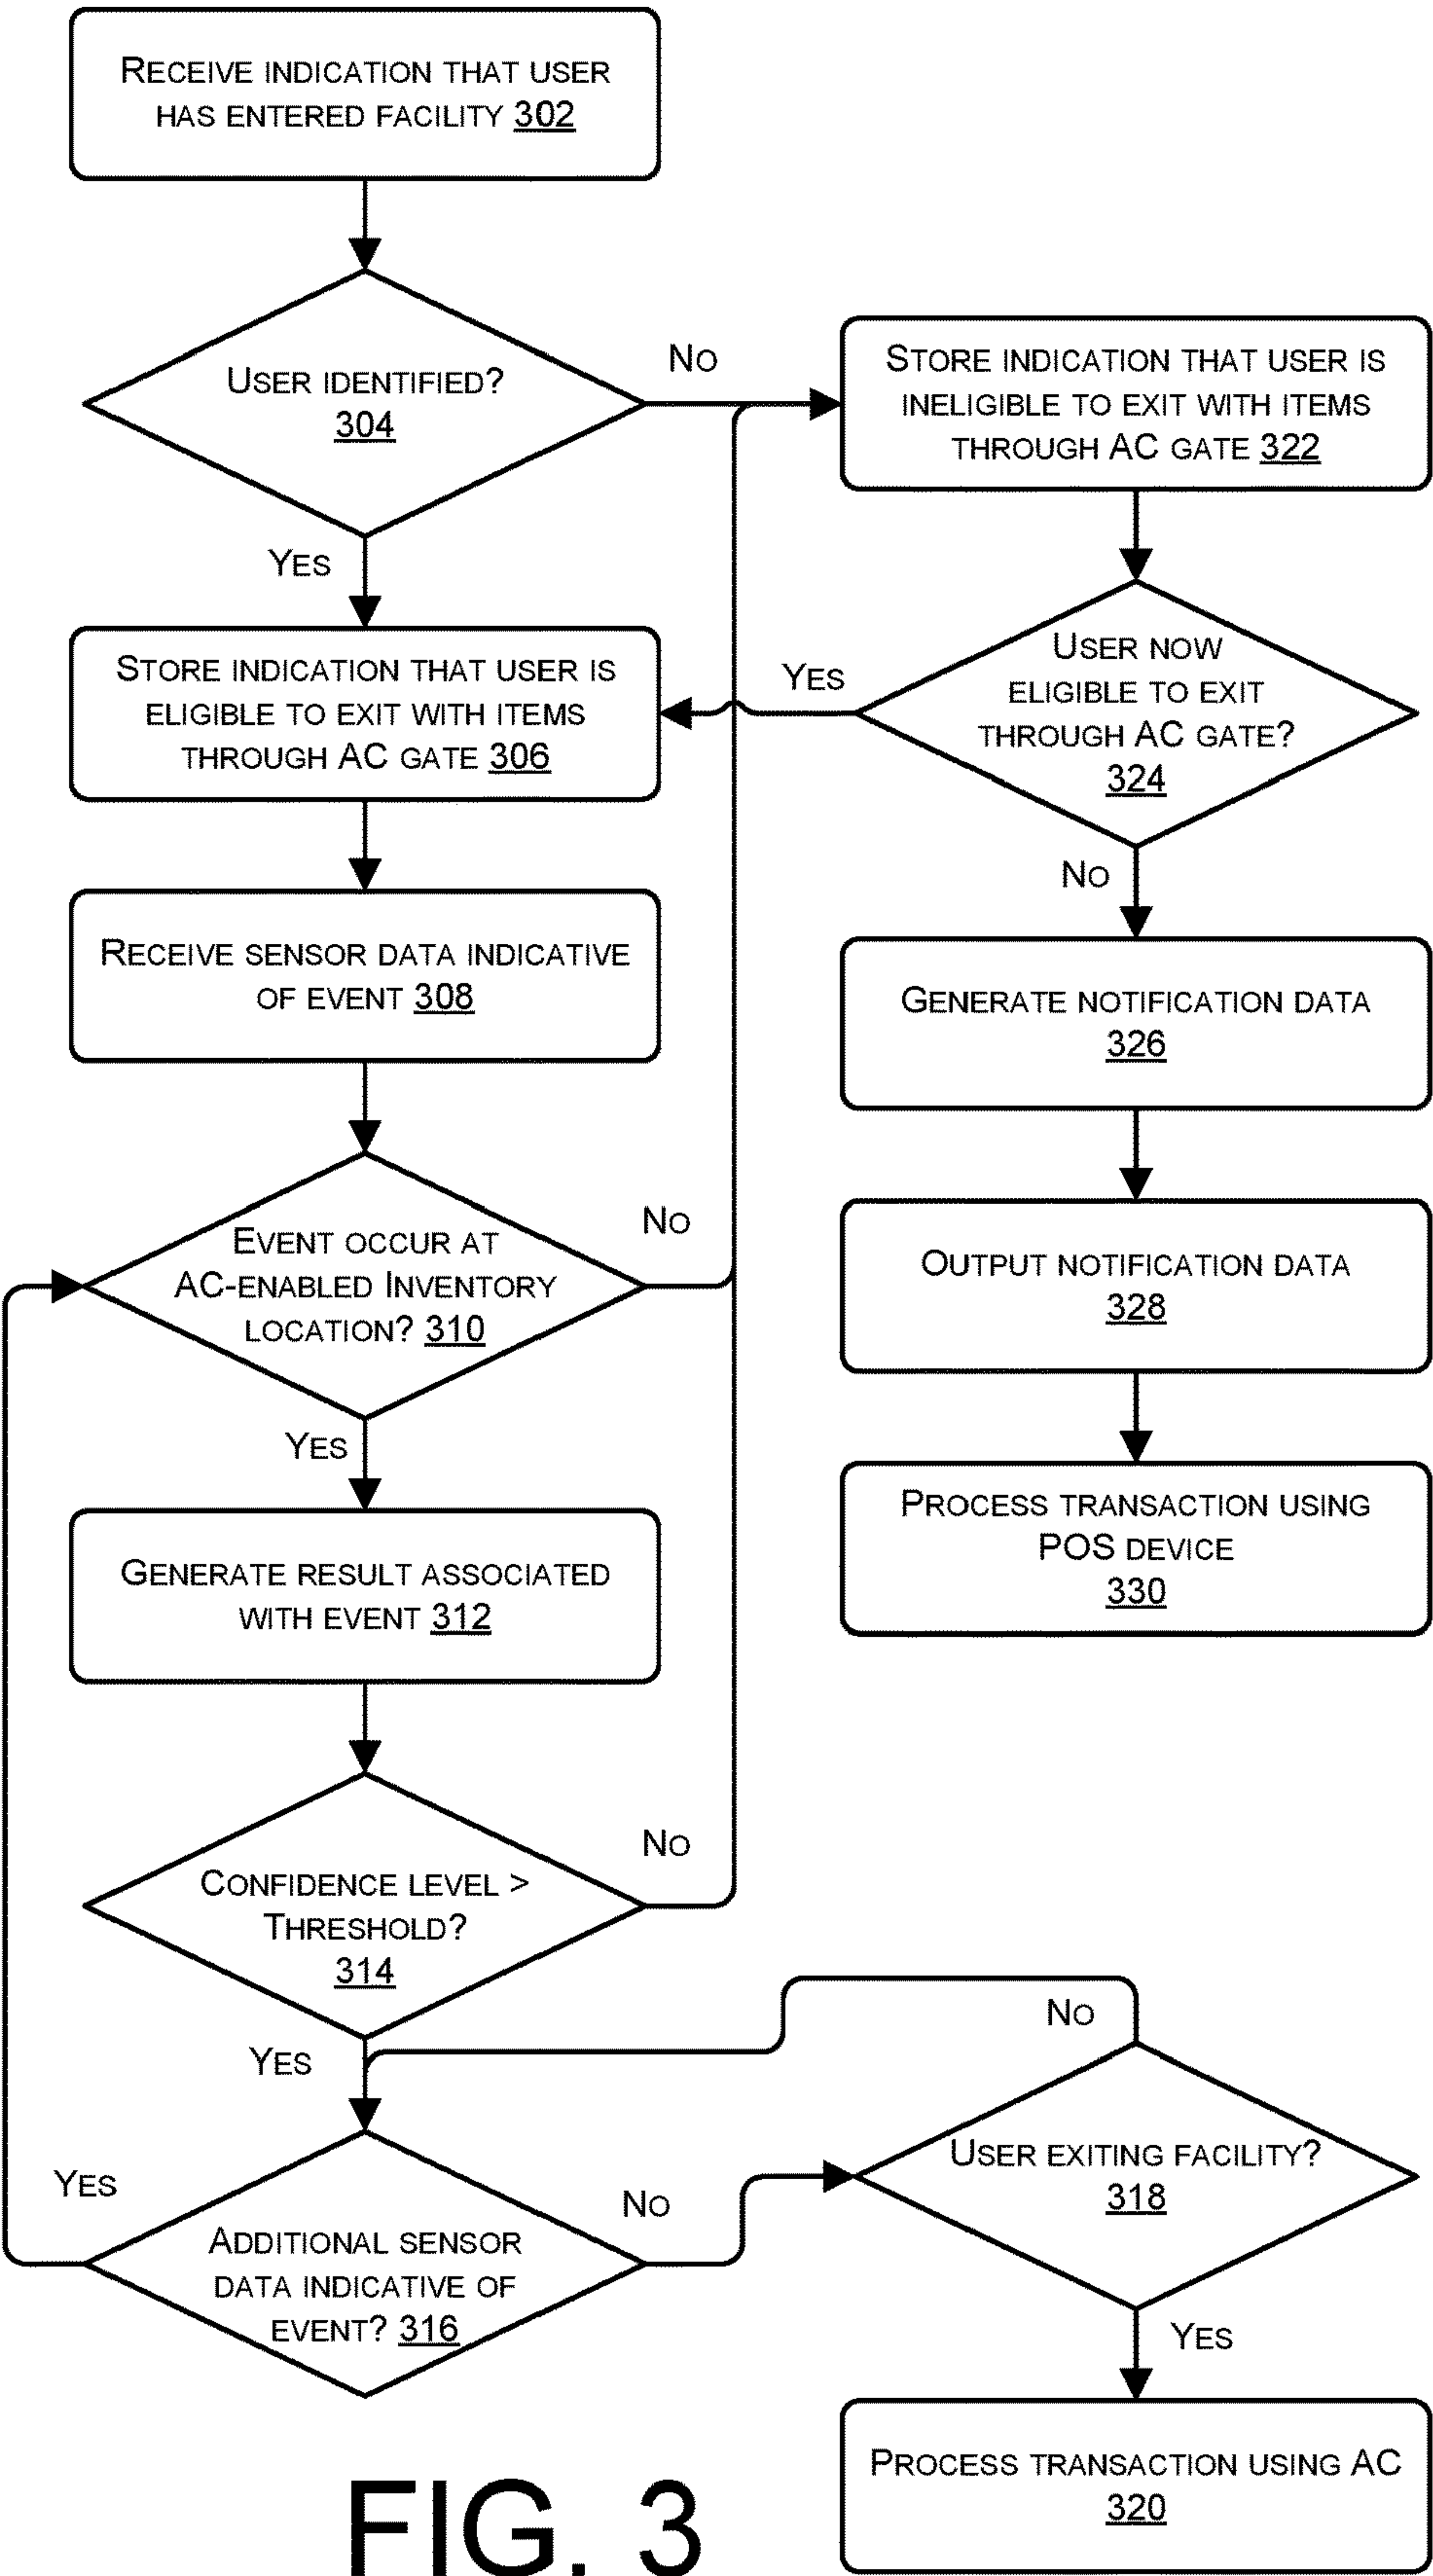 RECEIVE INDICATION THAT USER
HAS ENTERED FACILITY 302
USER IDENTIFIED?
304
NO
YES
STORE INDICATION THAT USER IS
ELIGIBLE TO EXIT WITH ITEMS
THROUGH AC GATE 306
RECEIVE SENSOR DATA INDICATIVE
OF EVENT 308
EVENT OCCUR AT
AC-ENABLED INVENTORY
LOCATION? 310
NO
YES
GENERATE RESULT ASSOCIATED
WITH EVENT 312
CONFIDENCE LEVEL >
THRESHOLD?
314
NO
YES
ADDITIONAL SENSOR
DATA INDICATIVE OF
EVENT? 316
YES
NO
USER EXITING FACILITY?
318
NO
YES
PROCESS TRANSACTION USING AC
320
STORE INDICATION THAT USER IS
INELIGIBLE TO EXIT WITH ITEMS
THROUGH AC GATE 322
USER NOW
ELIGIBLE TO EXIT
THROUGH AC GATE?
324
YES
NO
GENERATE NOTIFICATION DATA
326
OUTPUT NOTIFICATION DATA
328
PROCESS TRANSACTION USING
POS DEVICE
330
FIG. 3